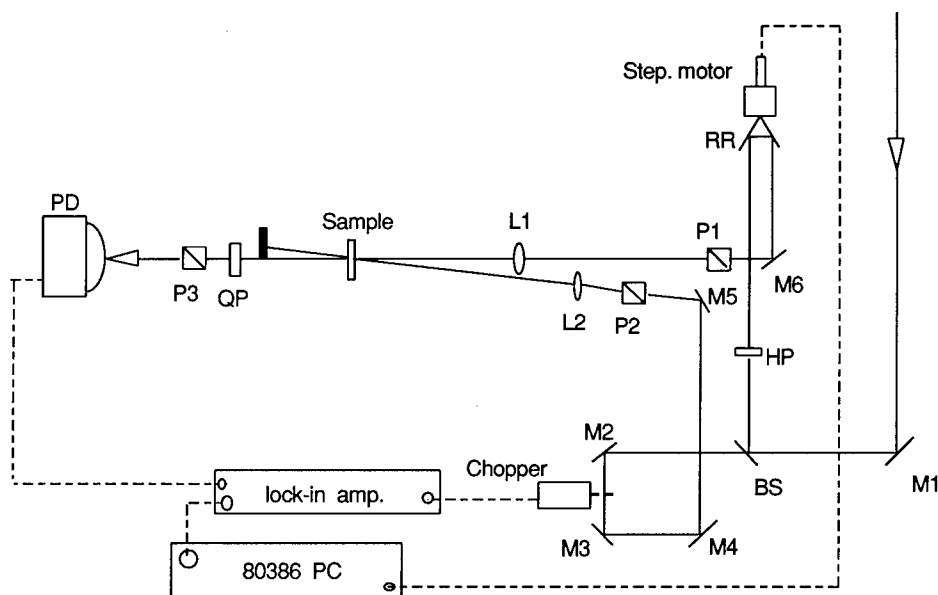 Step. motor
RR
PD
Sample
L1
P1
P3
QP
L2
P2
M5
M6
HP
M2
Chopper
BS
M1
lock-in amp.
M3
M4
80386 PC